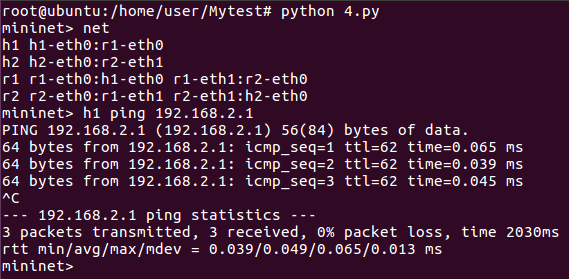 root@ubuntu:/home/user/Mytest# python 4.py
mininet> net
h1 h1-eth0:r1-eth0
h2 h2-eth0:r2-eth1
r1 r1-eth0:h1-eth0 r1-eth1:r2-eth0
r2 r2-eth0:r1-eth1 r2-eth1:h2-eth0
mininet> h1 ping 192.168.2.1
PING 192.168.2.1 (192.168.2.1) 56(84) bytes of data.
64 bytes from 192.168.2.1: icmp_seq=1 ttl=62 time=0.065 ms
64 bytes from 192.168.2.1: icmp_seq=2 ttl=62 time=0.039 ms
64 bytes from 192.168.2.1: icmp_seq=3 ttl=62 time=0.045 ms
^C
--- 192.168.2.1 ping statistics ---
3 packets transmitted, 3 received, 0% packet loss, time 2030ms
rtt min/avg/max/mdev = 0.039/0.049/0.065/0.013 ms
mininet>